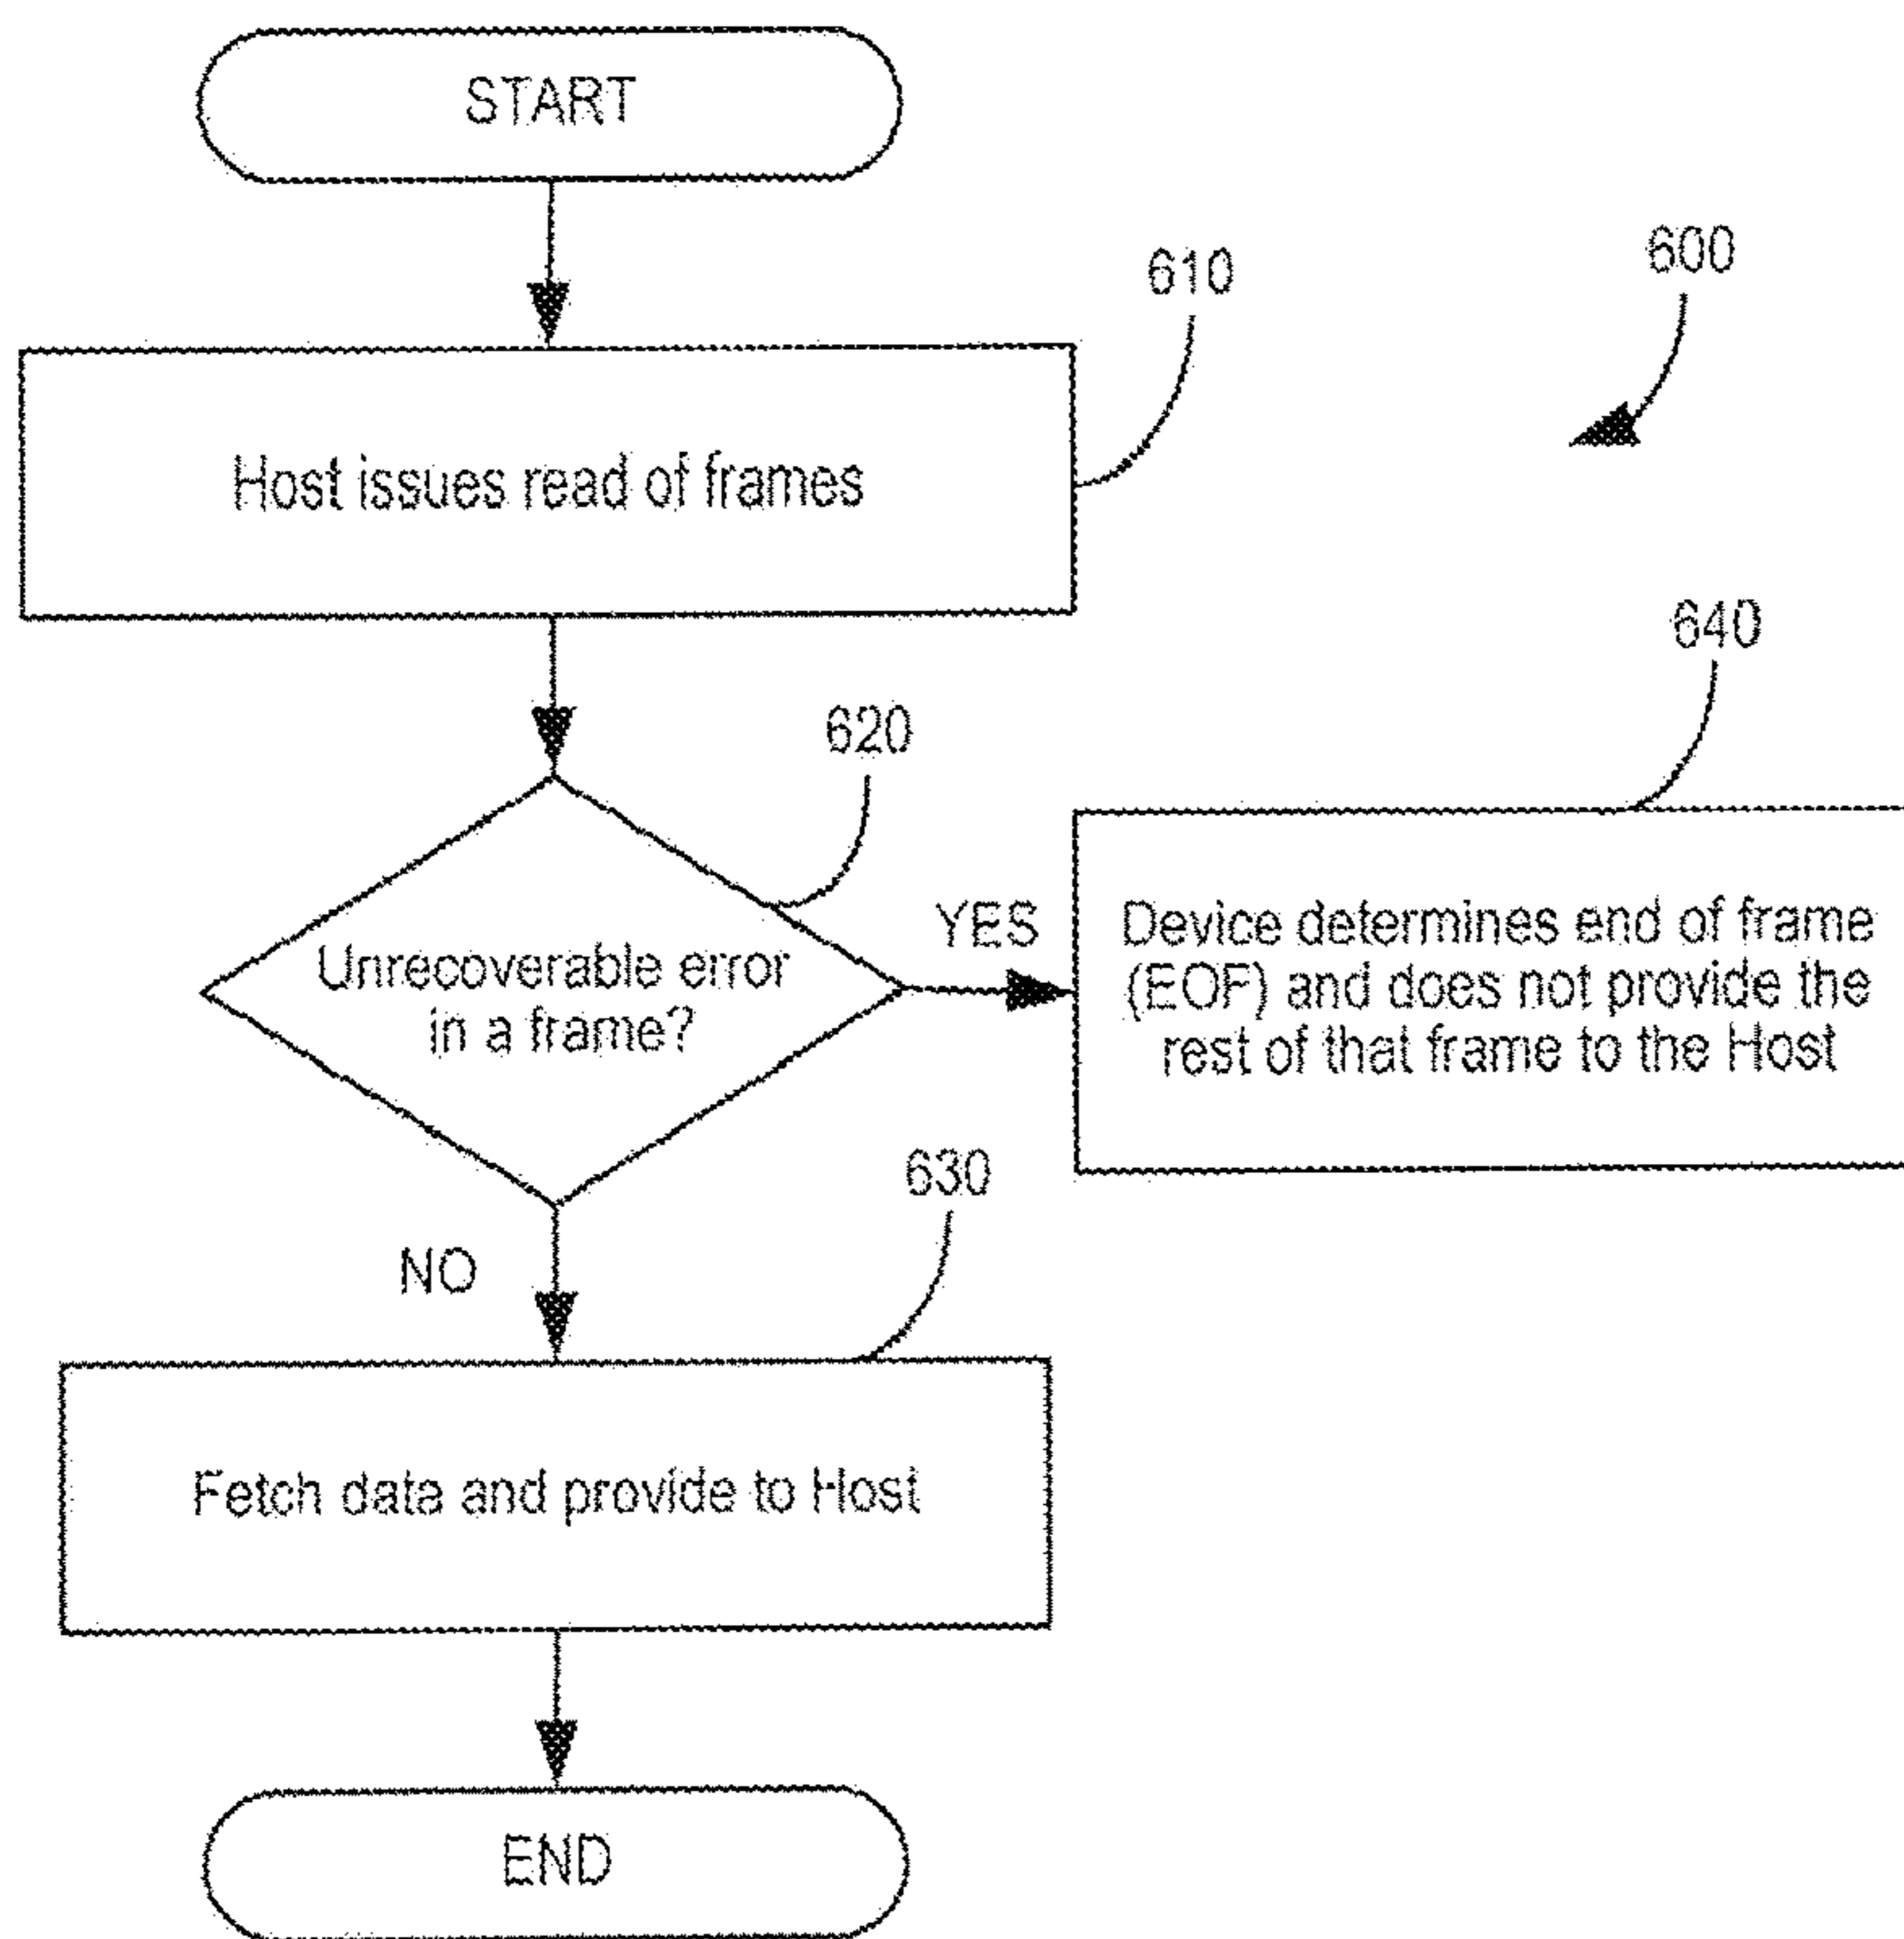 START
610
600
Host issues read of frames
640
620
YES
Device determines end of frame
(EOF) and does not provide the
rest of that frame to the Host
Unrecoverable error
in a frame?
630
NO
Fetch date and provide to Host
END